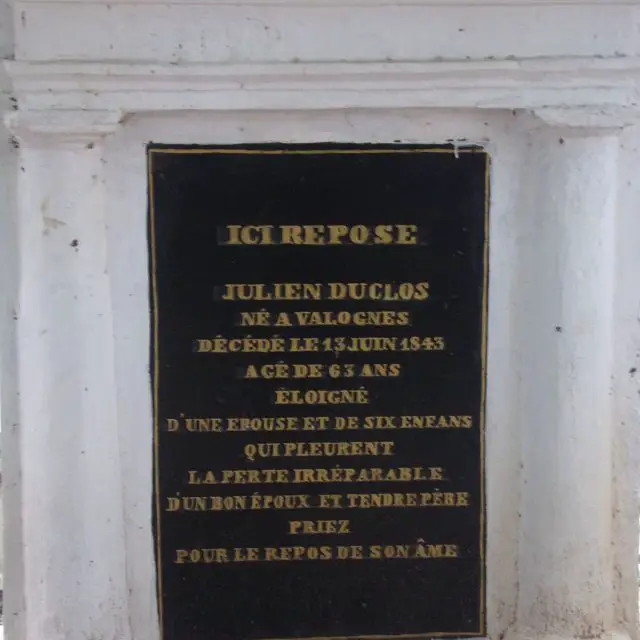 ICI REPOSE
JULIEN DUCLOS
NÉ A VALOGNES
DÉCÉDÉ LE 13 JUIN 1843
AGÉ DE 63 ANS
ÉLOIGNÉ
D'UNE EBOUSE ET DE SIX ENFANS
QUI PLEURENT
LA PERTE IRRÉPARABLE
D'UN BON ÉPOUX ET TENDRE PÈRE
PRIEZ
POUR LE REPOS DE SON ÂME